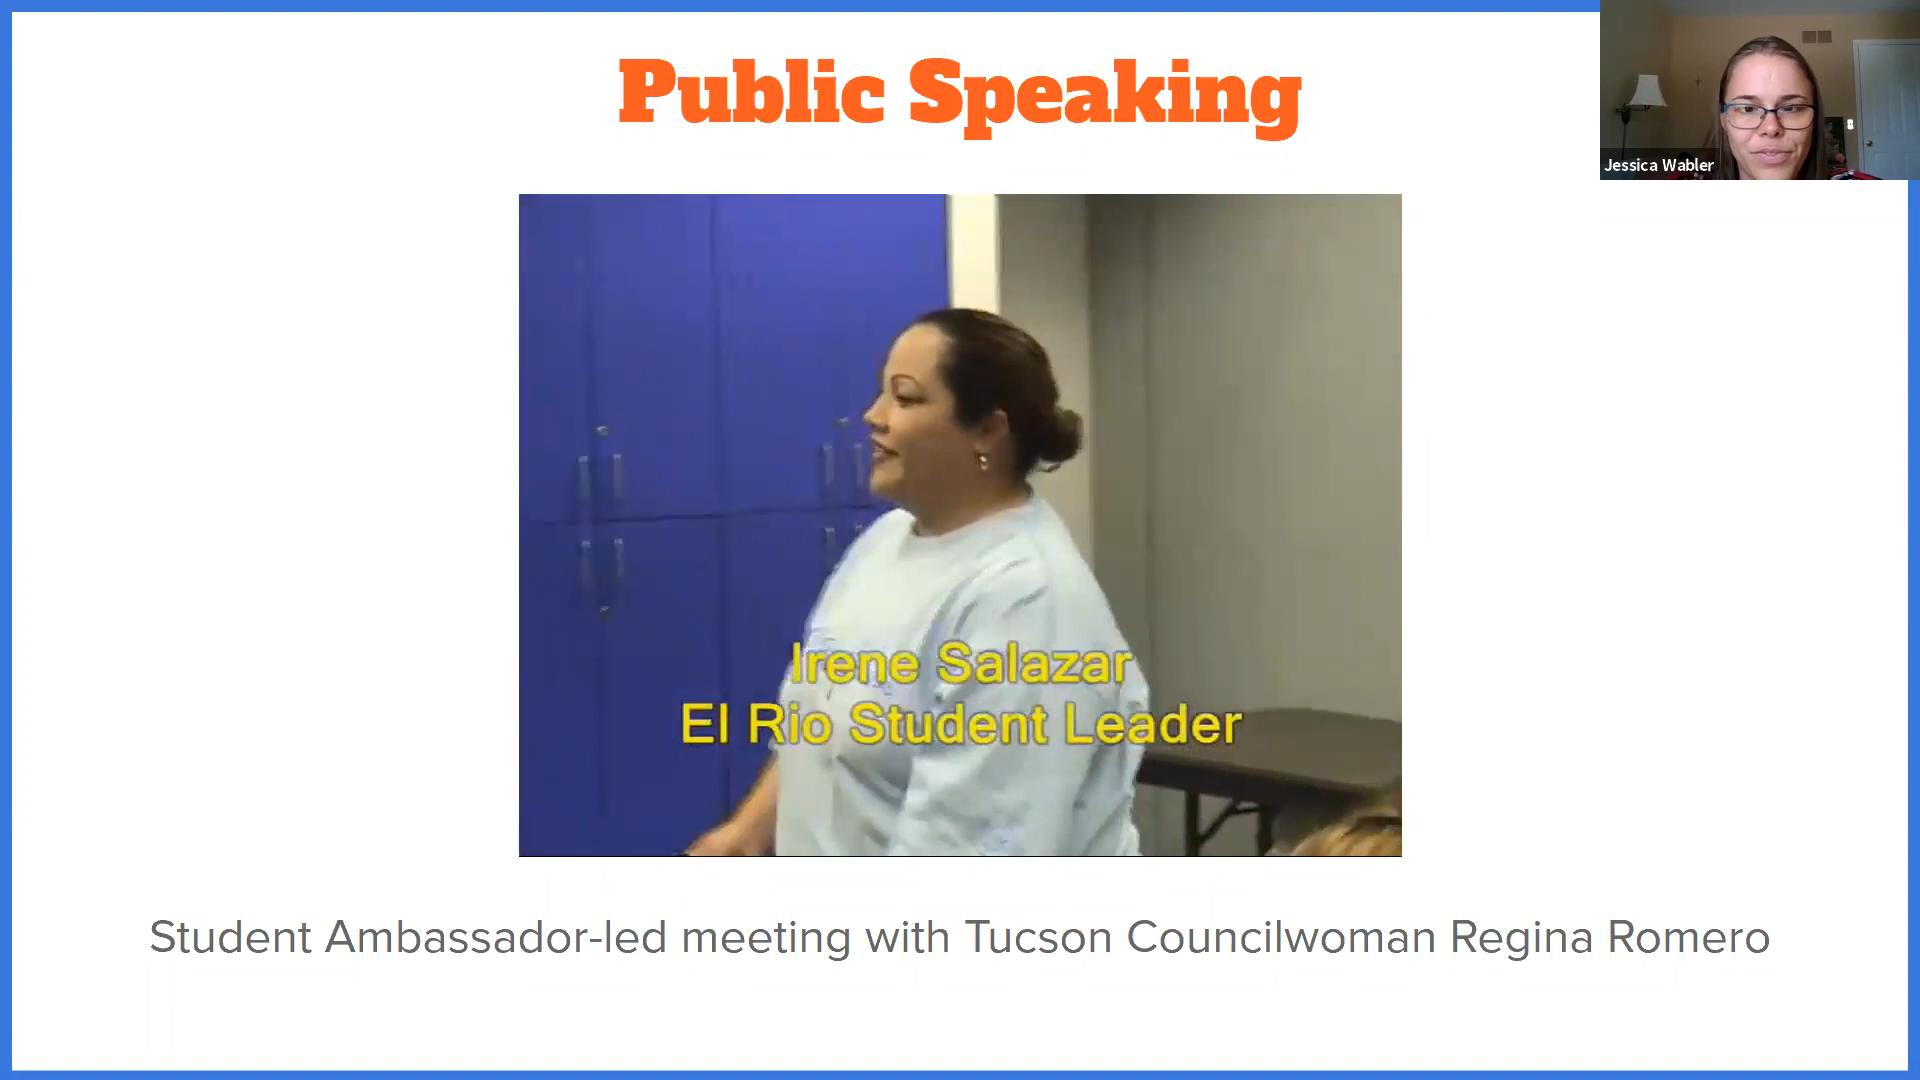 Public Speaking
Jessica Wabler
Irene Salazar
El Rio Student Leader
Student Ambassador-led meeting with Tucson Councilwoman Regina Romero